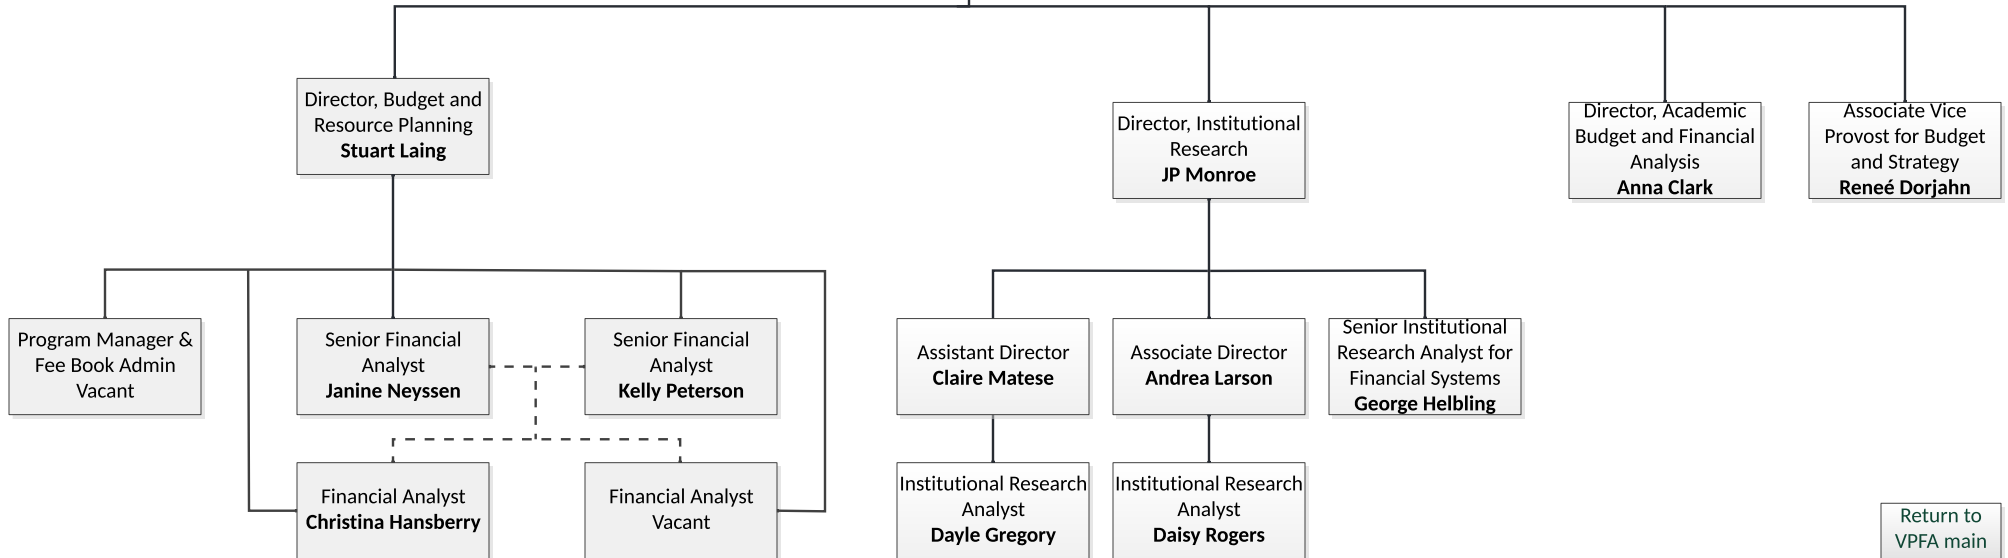 Director, Budget and
Resource Planning
Stuart Laing
Director, Institutional
Research
JP Monroe
Director, Academic
Budget and Financial
Analysis
Anna Clark
Associate Vice
Provost for Budget
and Strategy
Reneé Dorjahn
Program Manager &
Fee Book Admin
Vacant
Senior Financial
Analyst
Janine Neyssen
Senior Financial
Analyst
Kelly Peterson
Assistant Director
Claire Matese
Associate Director
Andrea Larson
Senior Institutional
Research Analyst for
Financial Systems
George Helbling
Financial Analyst
Christina Hansberry
Financial Analyst
Vacant
Institutional Research
Analyst
Dayle Gregory
Institutional Research
Analyst
Daisy Rogers
Return to
VPFA main